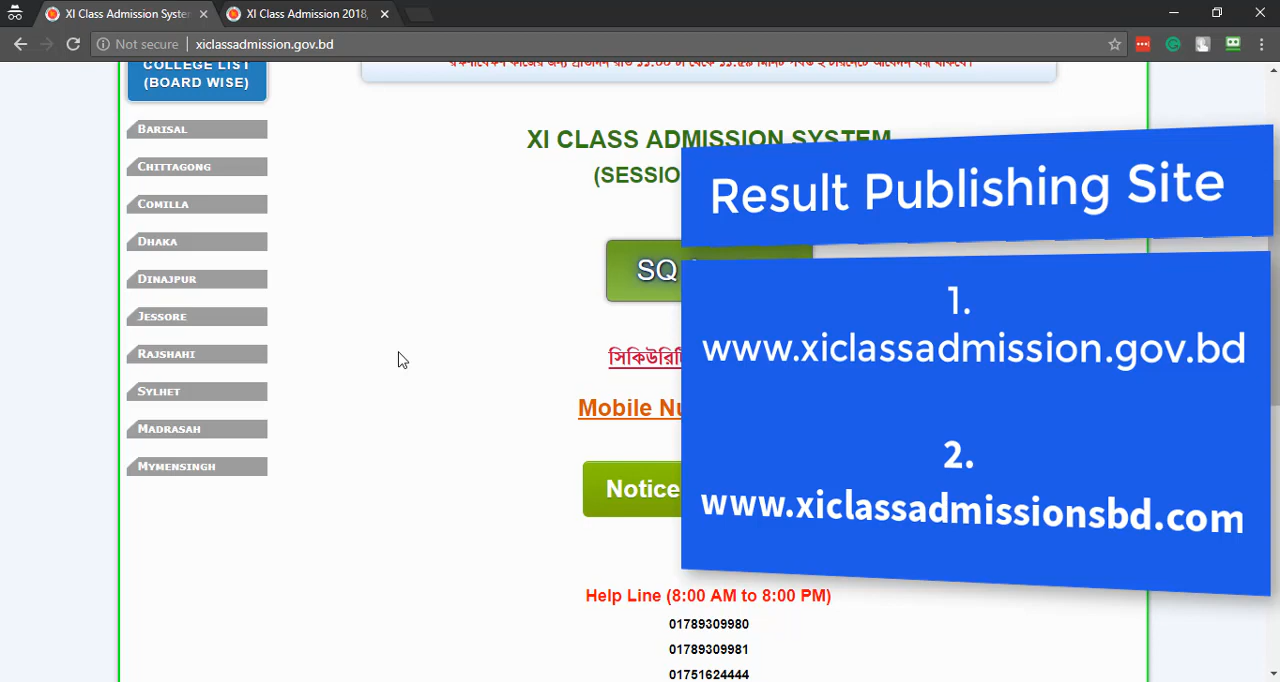 XI Class Admission System
XI Class Admission 2018,
Not secure
xiclassadmission.gov.bd
COLLEGE LIST
(BOARD WISE)
BARISAL
CHITTAGONG
COMILLA
DHAKA
DINAJPUR
JESSORE
RAJSHAHI
SYLHET
MADRASAH
MYMENSINGH
XI CLASS ADMISSION SYSTEM
(SESSIO
SQ
সিকিউরিটি
Mobile Nu
Notice
Help Line (8:00 AM to 8:00 PM)
01789309980
01789309981
01751624444
Result Publishing Site
1.
www.xiclassadmission.gov.bd
2.
www.xiclassadmissionsbd.com